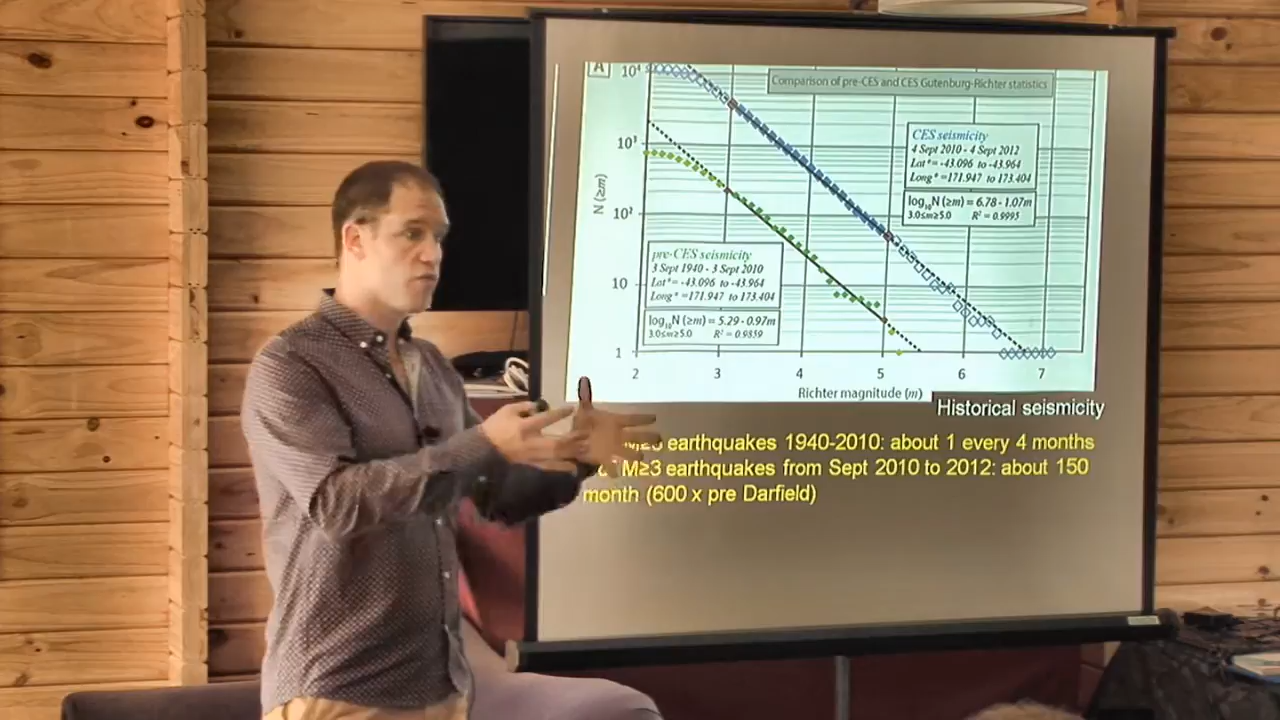 A
Comparison of pre-CES and CES Gutenburg-Richter statistics
10⁴
10³
10²
10
1
N (≥m)
CES seismicity
4 Sept 2010 - 4 Sept 2012
Lat°= -43.096 to -43.964
Long°=171.947 to 173.404
log₁₀N (≥m) = 6.78 - 1.07m
3.0≤m≤5.0 R² = 0.9995
pre-CES seismicity
3 Sept 1940 - 3 Sept 2010
Lat°= -43.096 to -43.964
Long°=171.947 to 173.404
log₁₀N (≥m) = 5.29 - 0.97m
3.0≤m≤5.0 R² = 0.9859
2 3 4 5 6 7
Richter magnitude (m)
Historical seismicity
earthquakes 1940-2010: about 1 every 4 months
M≥3 earthquakes from Sept 2010 to 2012: about 150
month (600 x pre Darfield)